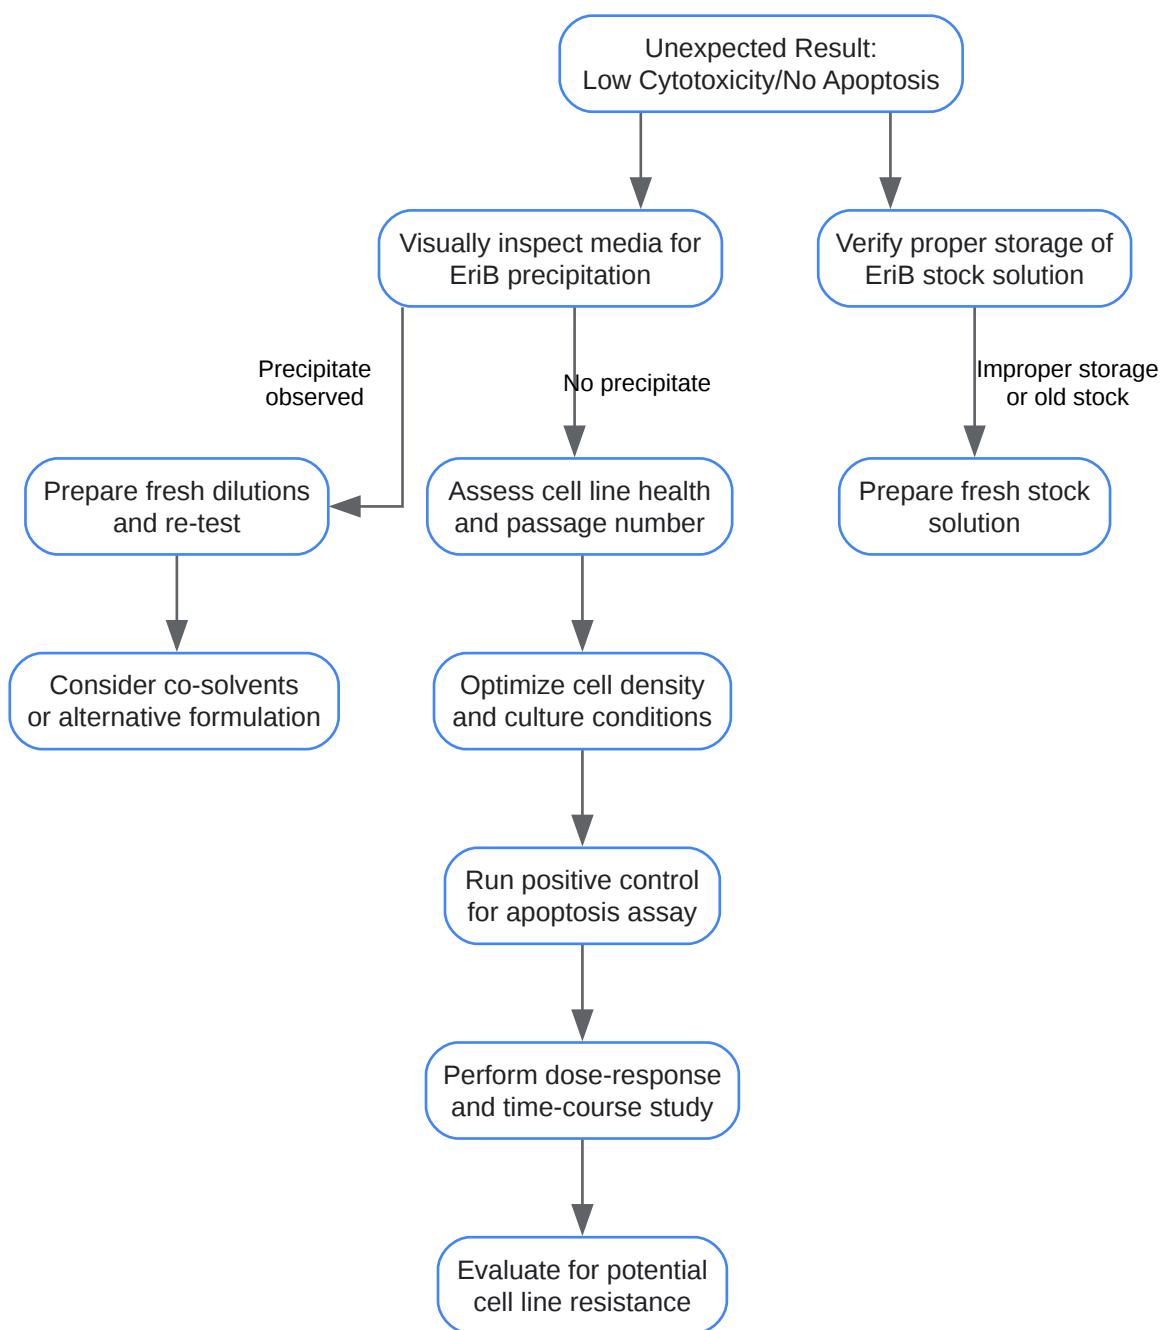 Unexpected Result:
Low Cytotoxicity/No Apoptosis
Visually inspect media for
EriB precipitation
Verify proper storage of
EriB stock solution
Precipitate
observed
No precipitate
Improper storage
or old stock
Prepare fresh dilutions
and re-test
Assess cell line health
and passage number
Prepare fresh stock
solution
Consider co-solvents
or alternative formulation
Optimize cell density
and culture conditions
Run positive control
for apoptosis assay
Perform dose-response
and time-course study
Evaluate for potential
cell line resistance